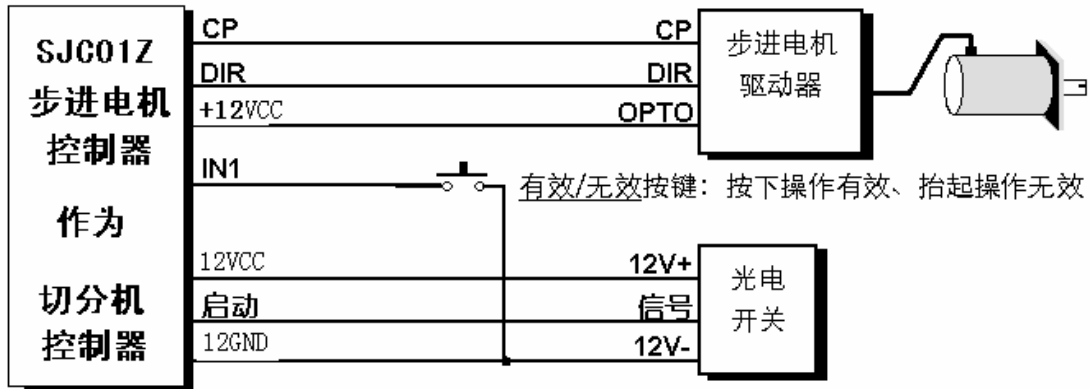 SJC01Z
步进电机
控制器
作为
切分机
控制器
CP
DIR
+12VCC
IN1
12VCC
启动
12GND
CP
DIR
OPTO
步进电机
驱动器
有效/无效按键：按下操作有效、抬起操作无效
12V+
信号
12V-
光电
开关